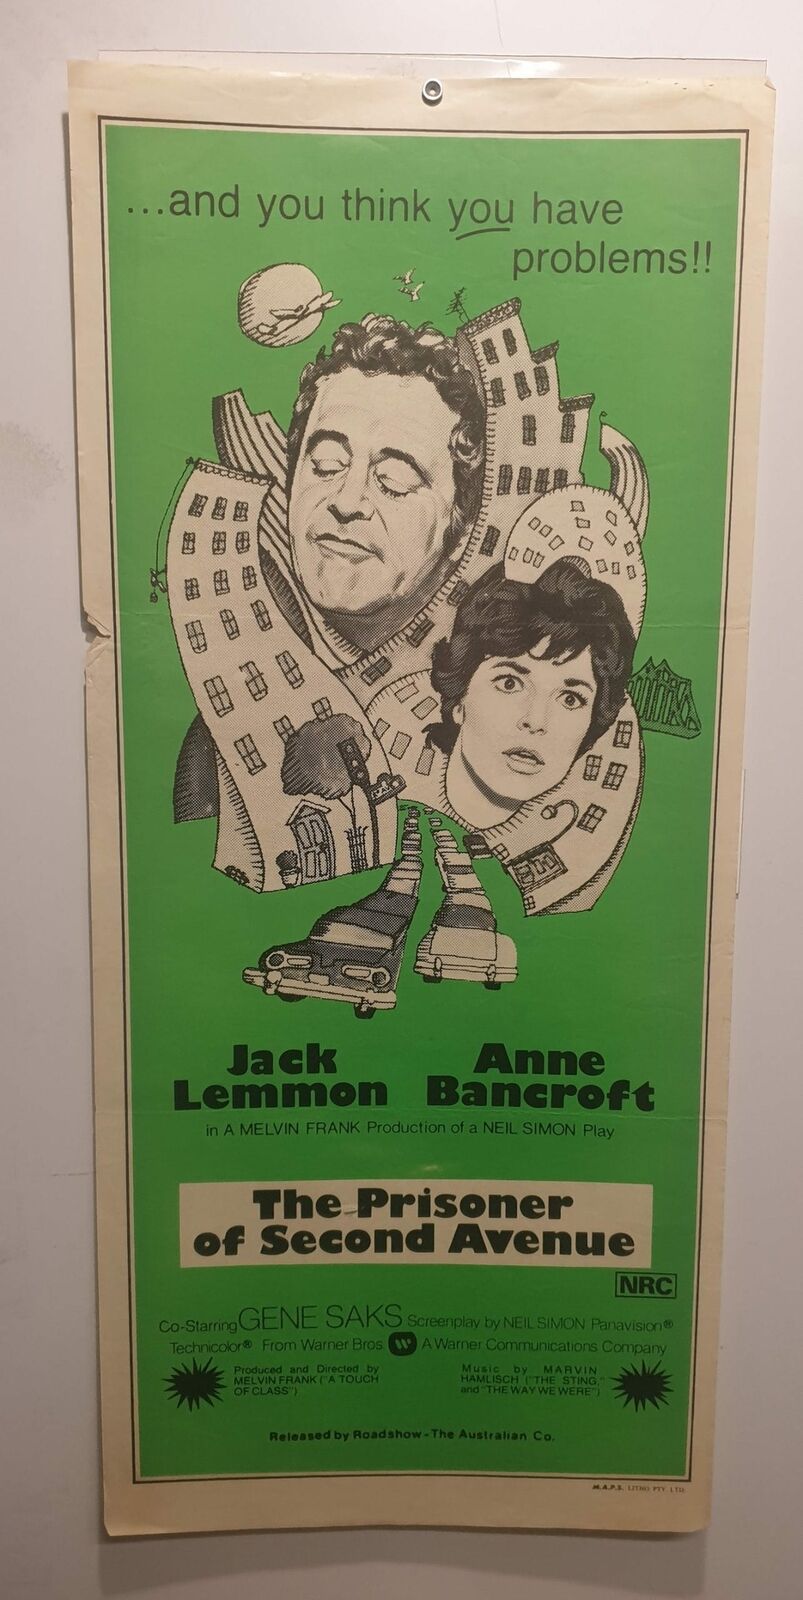 ...and you think you have
problems!!
Jack Lemmon
Anne Bancroft
in A MELVIN FRANK Production of a NEIL SIMON Play
The Prisoner
of Second Avenue
NRC
Co-Starring GENE SAKS Screenplay by NEIL SIMON Panavision®
Technicolor® From Warner Bros. W A Warner Communications Company
Produced and Directed by
MELVIN FRANK ("A TOUCH
OF CLASS")
Music by MARVIN
HAMLISCH ("THE STING,"
and "THE WAY WE WERE")
Released by Roadshow-The Australian Co.
M.A.P.S. LITHO PTY. LTD.